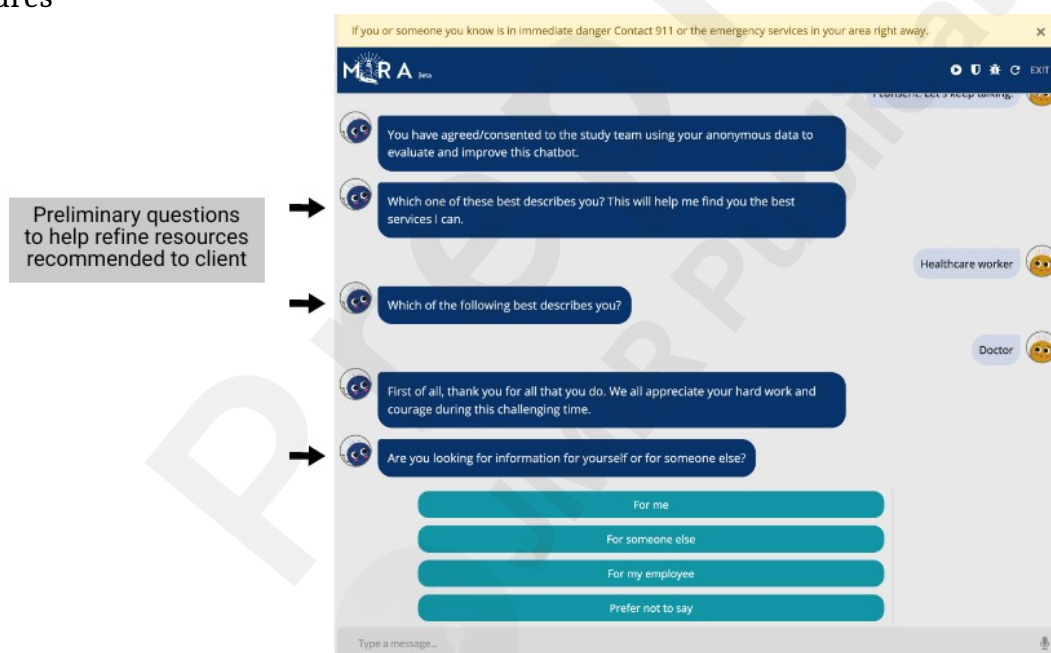 ures
If you or someone you know is in immediate danger Contact 911 or the emergency services in your area right away.
×
MIRA Beta
EXIT
I consent. Let's keep talking.
You have agreed/consented to the study team using your anonymous data to
evaluate and improve this chatbot.
Preliminary questions
to help refine resources
recommended to client
Which one of these best describes you? This will help me find you the best
services I can.
Healthcare worker
Which of the following best describes you?
Doctor
First of all, thank you for all that you do. We all appreciate your hard work and
courage during this challenging time.
Are you looking for information for yourself or for someone else?
For me
For someone else
For my employee
Prefer not to say
Type a message...
Preprint
JMIR Publications